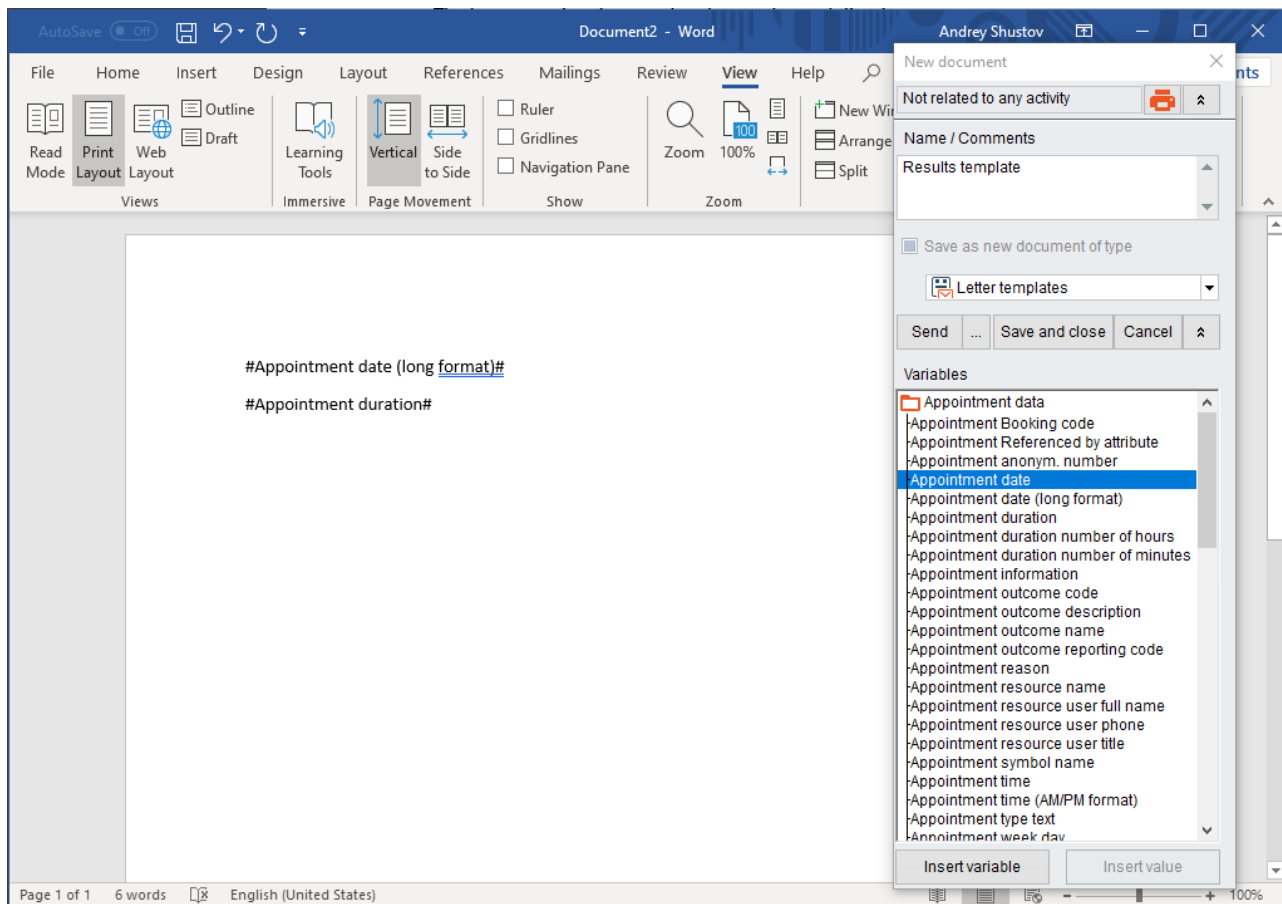 AutoSave Off Document2 - Word Andrey Shustov
File Home Insert Design Layout References Mailings Review View Help nts
Read Mode
Print Layout
Web Layout
Outline
Draft
Views
Learning Tools
Immersive
Vertical
Side to Side
Page Movement
Ruler
Gridlines
Navigation Pane
Show
Zoom
100
100%
Zoom
New Wi
Arrange
Split
#Appointment date (long format)#
#Appointment duration#
New document
Not related to any activity
Name / Comments
Results template
Save as new document of type
Letter templates
Send ... Save and close Cancel
Variables
Appointment data
Appointment Booking code
Appointment Referenced by attribute
Appointment anonym. number
Appointment date
Appointment date (long format)
Appointment duration
Appointment duration number of hours
Appointment duration number of minutes
Appointment information
Appointment outcome code
Appointment outcome description
Appointment outcome name
Appointment outcome reporting code
Appointment reason
Appointment resource name
Appointment resource user full name
Appointment resource user phone
Appointment resource user title
Appointment symbol name
Appointment time
Appointment time (AM/PM format)
Appointment type text
Appointment week day
Insert variable Insert value
Page 1 of 1 6 words English (United States) 100%